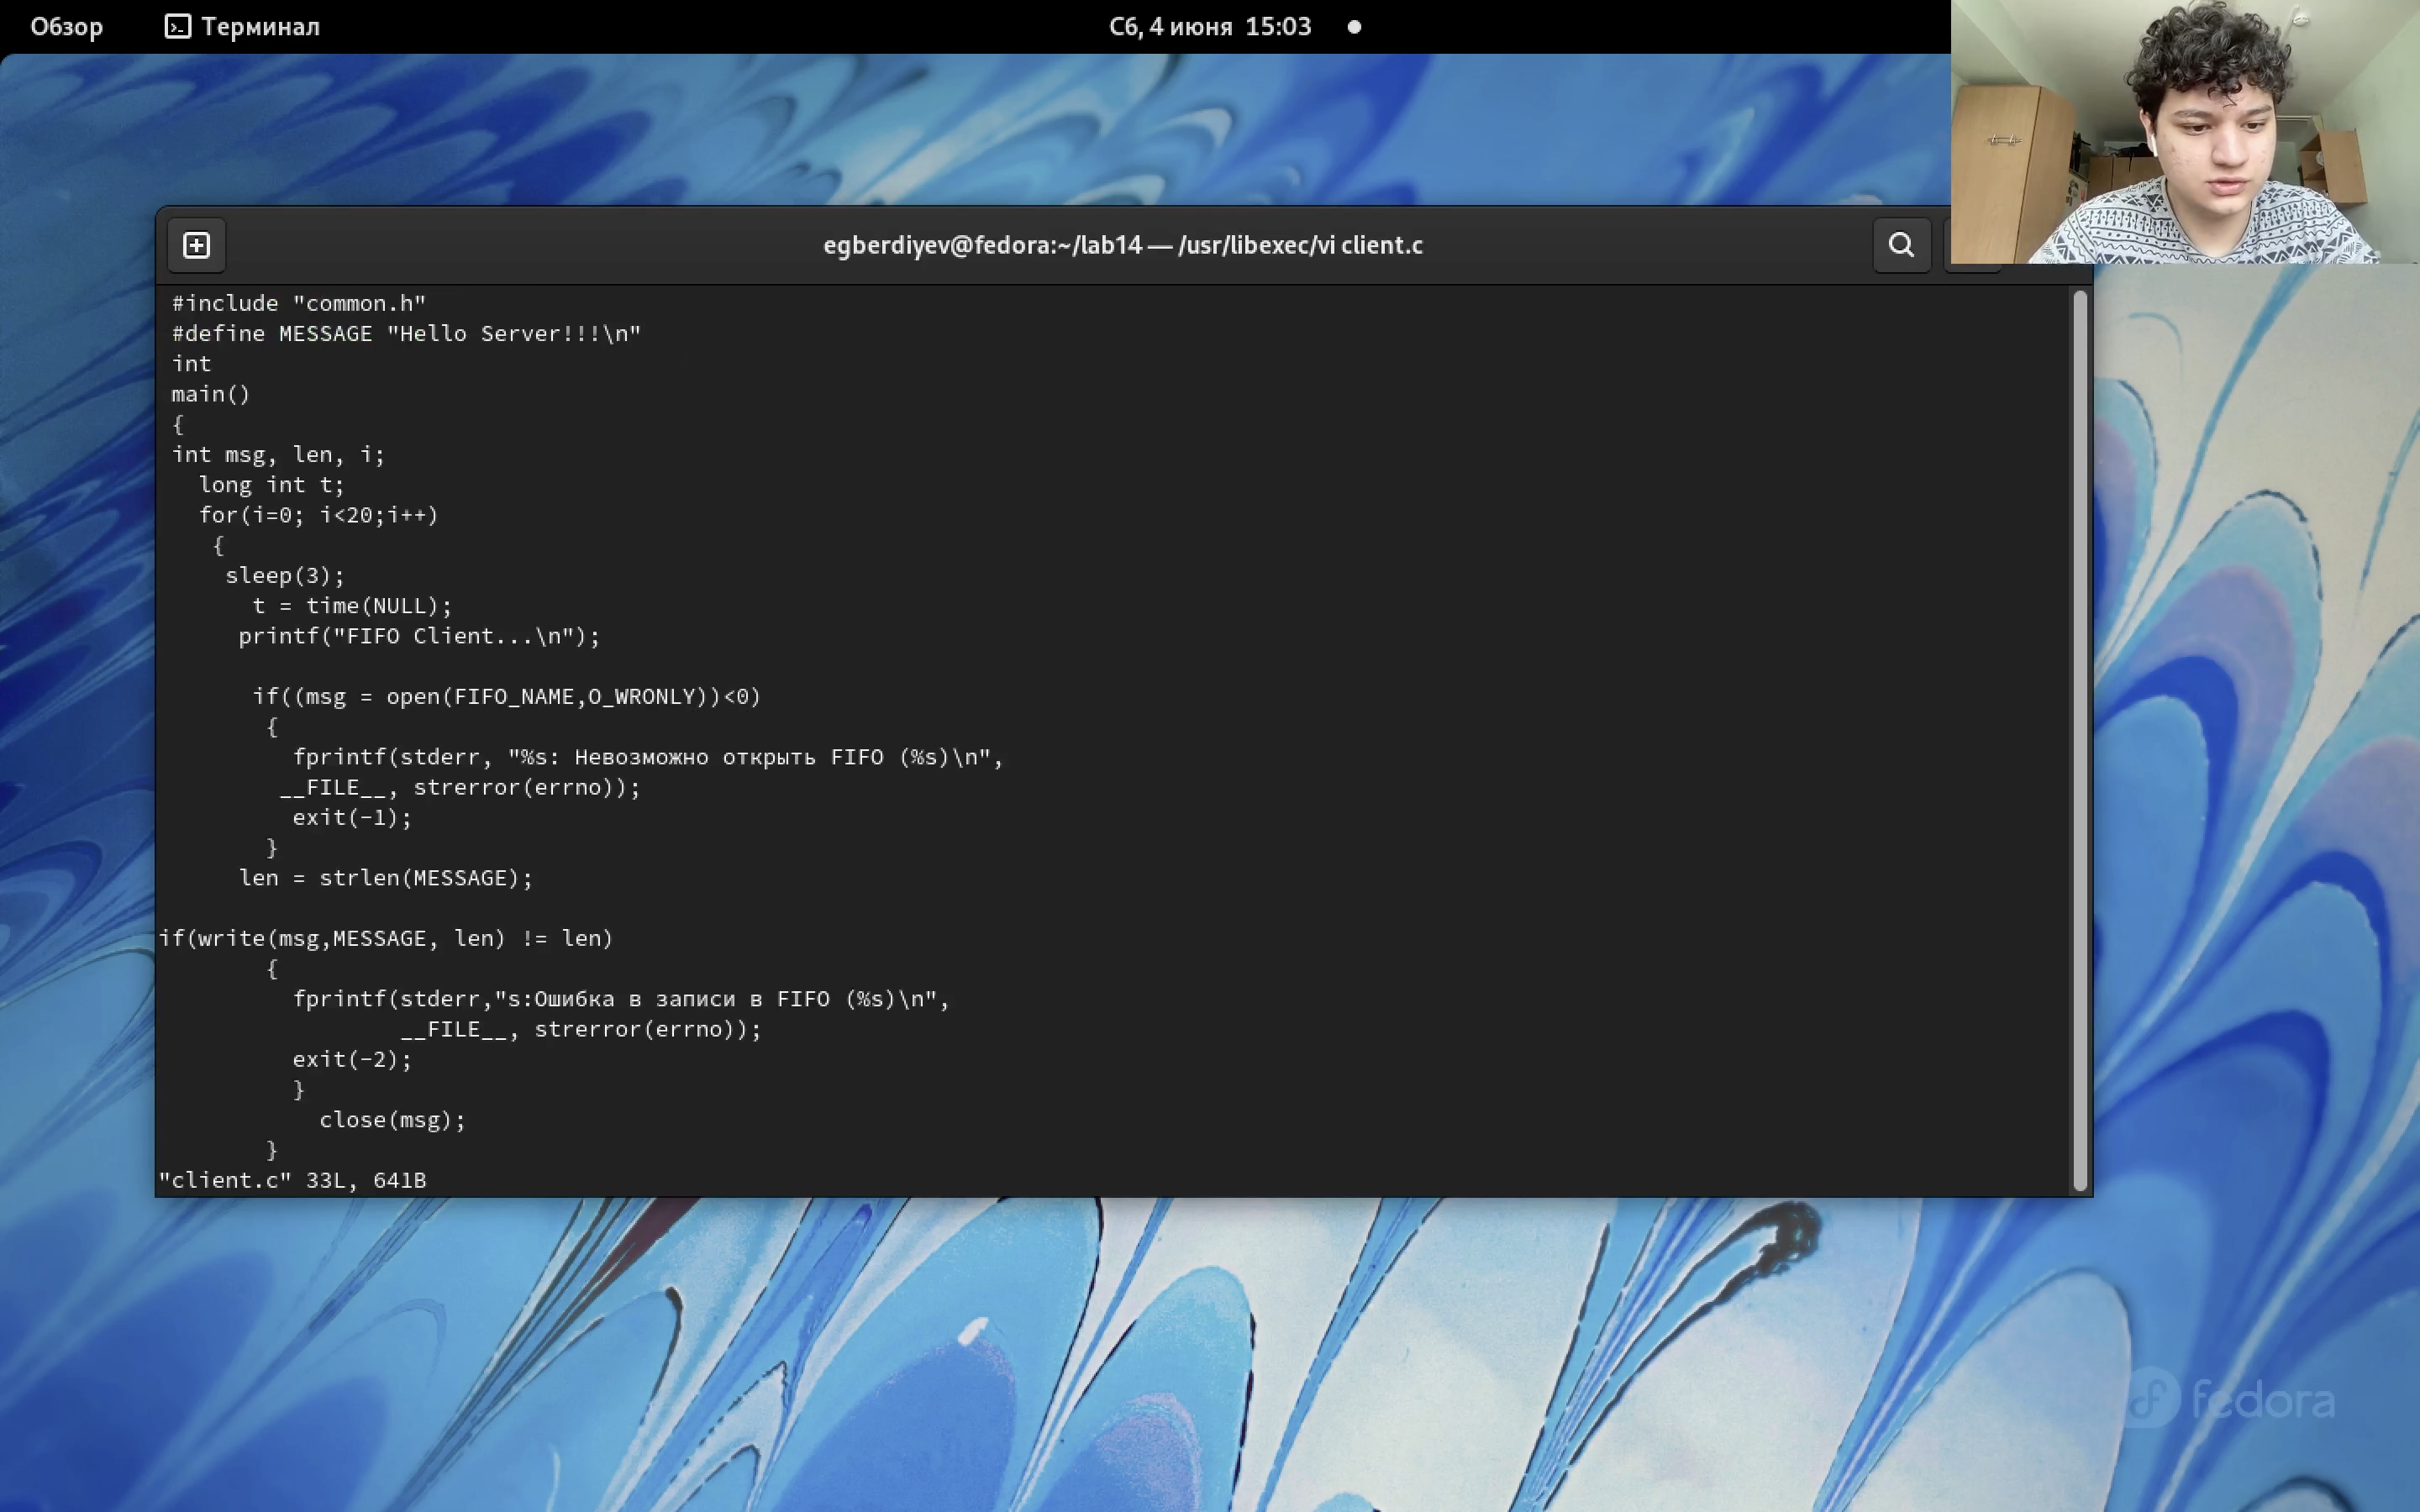 Обзор Терминал Сб, 4 июня 15:03
egberdiyev@fedora:~/lab14 — /usr/libexec/vi client.c
#include "common.h"
#define MESSAGE "Hello Server!!!\n"
int
main()
{
int msg, len, i;
long int t;
for(i=0; i<20;i++)
{
sleep(3);
t = time(NULL);
printf("FIFO Client...\n");
if((msg = open(FIFO_NAME,O_WRONLY))<0)
{
fprintf(stderr, "%s: Невозможно открыть FIFO (%s)\n",
__FILE__, strerror(errno));
exit(-1);
}
len = strlen(MESSAGE);
if(write(msg,MESSAGE, len) != len)
{
fprintf(stderr,"s:Ошибка в записи в FIFO (%s)\n",
__FILE__, strerror(errno));
exit(-2);
}
close(msg);
}
"client.c" 33L, 641B
fedora